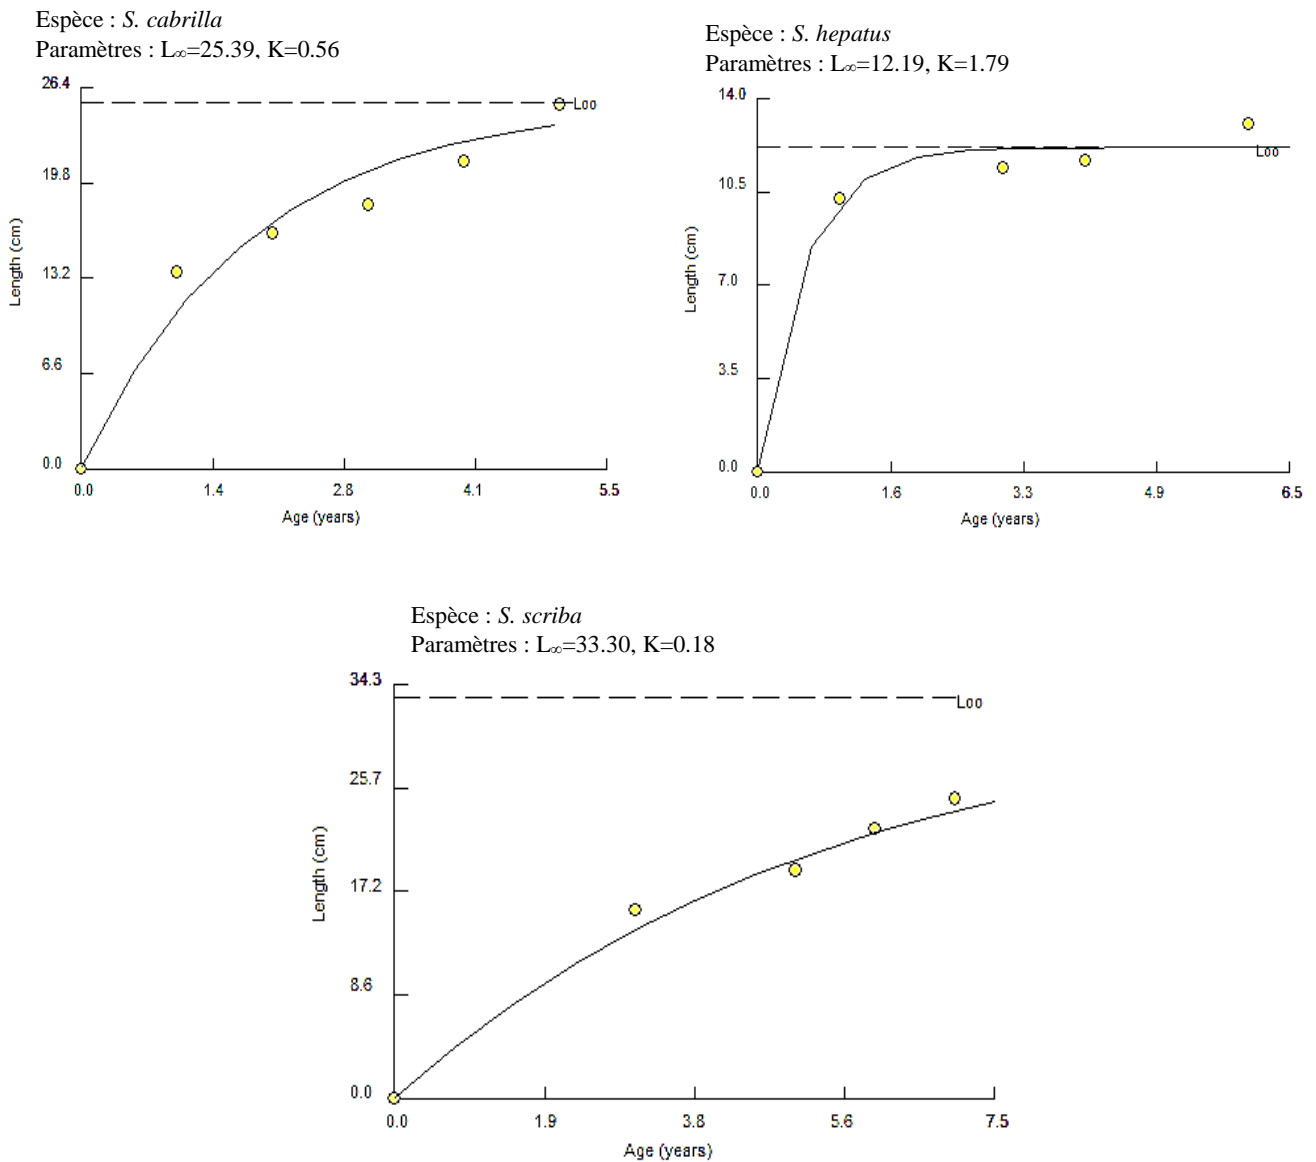 Espèce : S. cabrilla
Paramètres : L∞=25.39, K=0.56
26.4
Loo
19.8
13.2
6.6
0.0
Length (cm)
0.0 1.4 2.8 4.1 5.5
Age (years)
Espèce : S. hepatus
Paramètres : L∞=12.19, K=1.79
14.0
Loo
10.5
7.0
3.5
0.0
Length (cm)
0.0 1.6 3.3 4.9 6.5
Age (years)
Espèce : S. scriba
Paramètres : L∞=33.30, K=0.18
34.3
Loo
25.7
17.2
8.6
0.0
Length (cm)
0.0 1.9 3.8 5.6 7.5
Age (years)